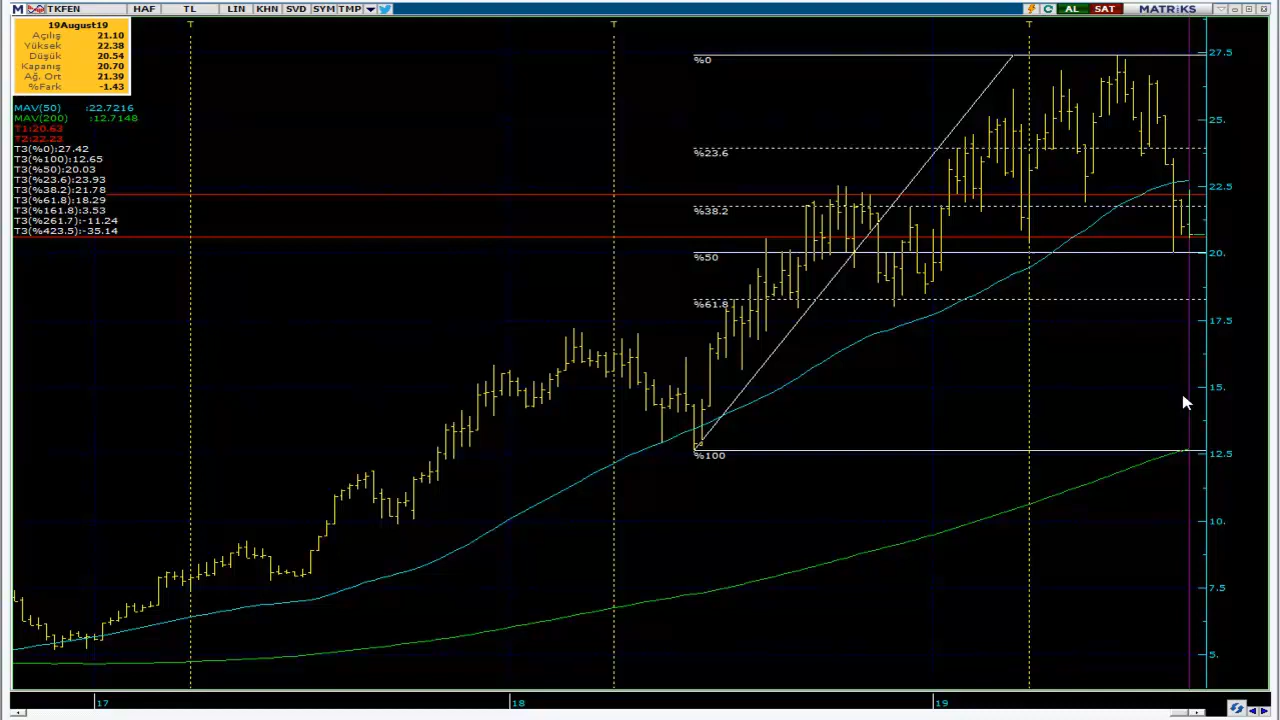 M TKFEN HAF TL LIN KHN SVD SYM TMP AL SAT MATRiKS
19August19
Açılış 21.10
Yüksek 22.38
Düşük 20.54
Kapanış 20.70
Ağ. Ort 21.39
%Fark -1.43
MAV(50) :22.7216
MAV(200) :12.7148
T1:20.63
T2:22.23
T3(%0):27.42
T3(%100):12.65
T3(%50):20.03
T3(%23.6):23.93
T3(%38.2):21.78
T3(%61.8):18.29
T3(%161.8):3.53
T3(%261.7):-11.24
T3(%423.5):-35.14
T T T
%0
%23.6
%38.2
%50
%61.8
%100
27.5
25.
22.5
20.
17.5
15.
12.5
10.
7.5
5.
17 18 19